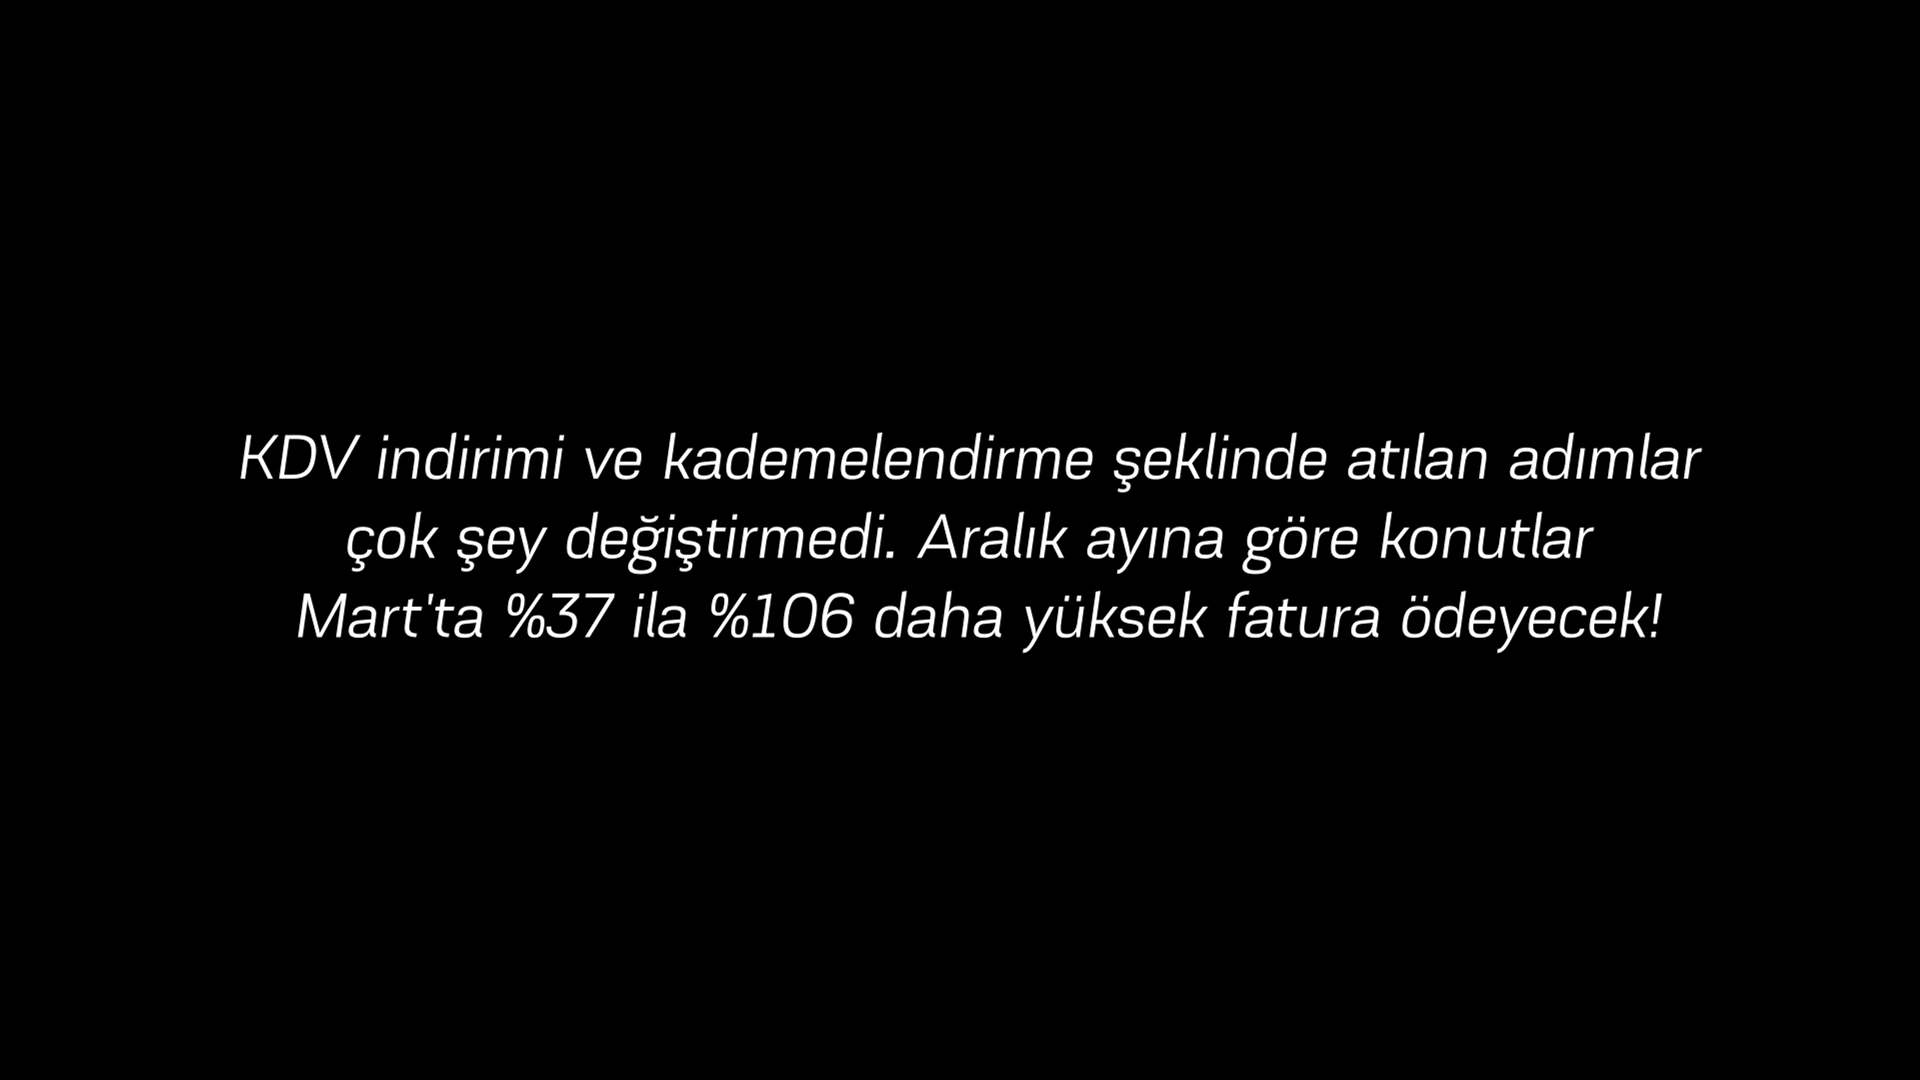 KDV indirimi ve kademelendirme şeklinde atılan adımlar
çok şey değiştirmedi. Aralık ayına göre konutlar
Mart'ta %37 ila %106 daha yüksek fatura ödeyecek!